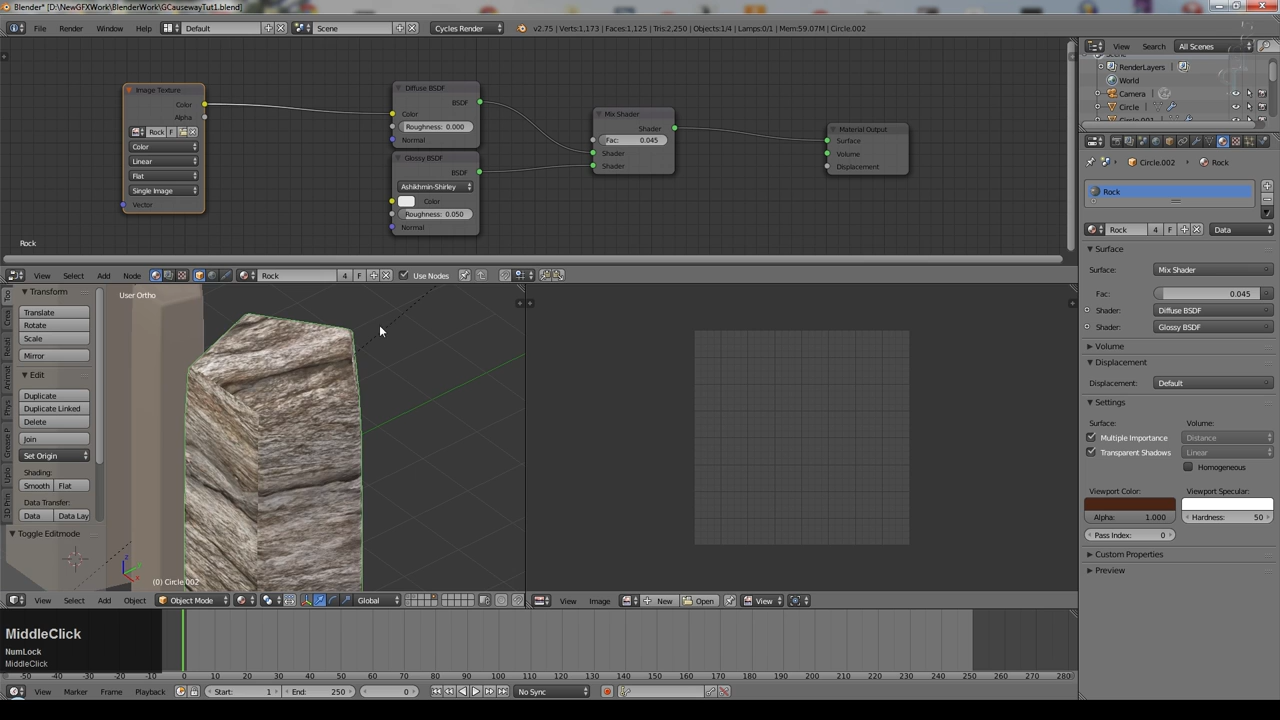 Blender* [D:\NewGFXWork\BlenderWork\GCausewayTut1.blend]
File Render Window Help Default Scene Cycles Render v2.75 | Verts:1,173 | Faces:1,125 | Tris:2,250 | Objects:1/4 | Lamps:0/1 | Mem:59.07M | Circle.002
View Search All Scenes
RenderLayers
World
Camera
Circle
Image Texture
Color
Alpha
Rock F
Color
Linear
Flat
Single Image
Vector
Diffuse BSDF
BSDF
Color
Roughness: 0.000
Normal
Glossy BSDF
BSDF
Ashikhmin-Shirley
Color
Roughness: 0.050
Normal
Mix Shader
Shader
Fac: 0.045
Shader
Shader
Material Output
Surface
Volume
Displacement
Rock
View Select Add Node Rock 4 F Use Nodes
Circle.002 Rock
Rock
Rock 4 F Data
Surface
Surface: Mix Shader
Fac: 0.045
Shader: Diffuse BSDF
Shader: Glossy BSDF
Volume
Displacement
Displacement: Default
Settings
Surface: Volume:
Multiple Importance Distance
Transparent Shadows Linear
Homogeneous
Viewport Color: Viewport Specular:
Alpha: 1.000 Hardness: 50
Pass Index: 0
Custom Properties
Preview
Transform
Translate
Rotate
Scale
Mirror
Edit
Duplicate
Duplicate Linked
Delete
Join
Set Origin
Shading:
Smooth Flat
Data Transfer:
Data Data Lay
Toggle Editmode
User Ortho
(0) Circle.002
View Select Add Object Object Mode Global
View Image New Open View
MiddleClick
NumLock
MiddleClick
-50 -40 -30 -20 -10 0 10 20 30 40 50 60 70 80 90 100 110 120 130 140 150 160 170 180 190 200 210 220 230 240 250 260 270 280
View Marker Frame Playback Start: 1 End: 250 0 No Sync